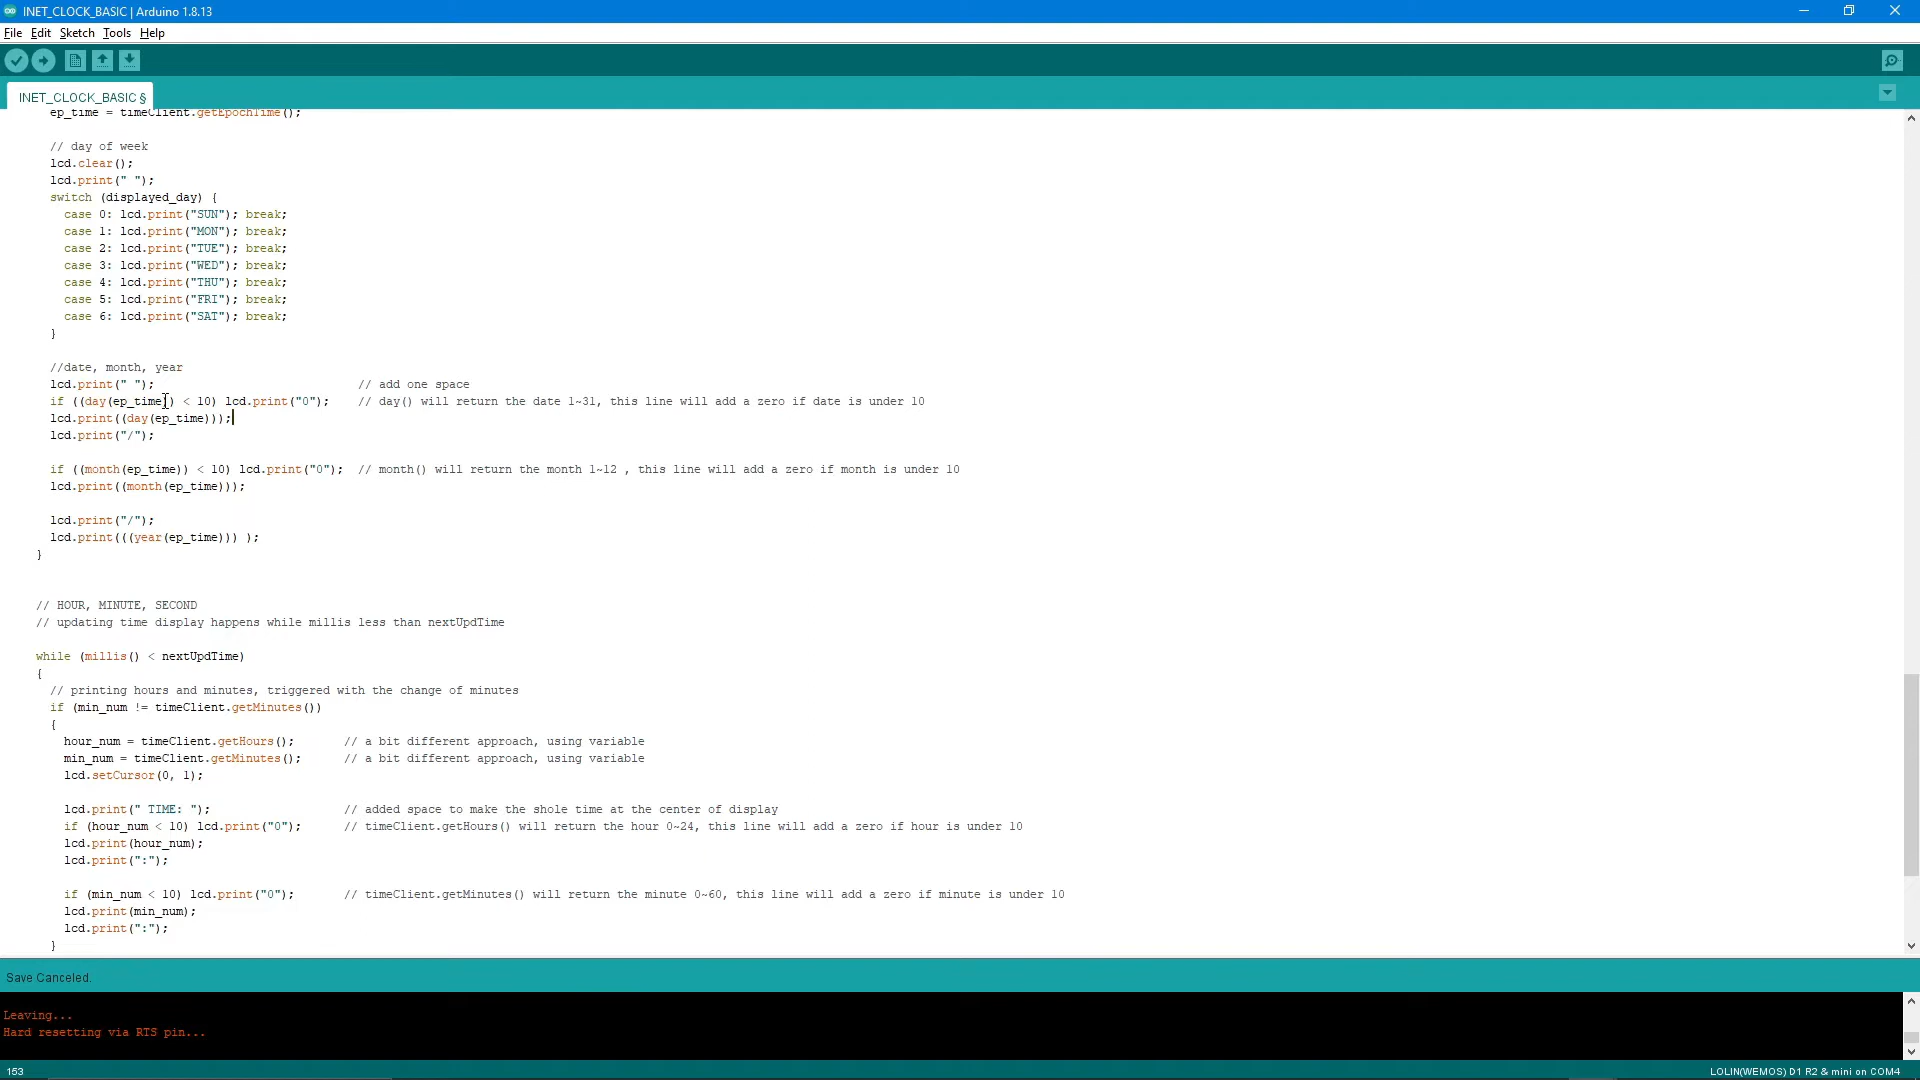 INET_CLOCK_BASIC | Arduino 1.8.13
File Edit Sketch Tools Help
INET_CLOCK_BASIC §
ep_time = timeClient.getEpochTime();
// day of week
lcd.clear();
lcd.print(" ");
switch (displayed_day) {
case 0: lcd.print("SUN"); break;
case 1: lcd.print("MON"); break;
case 2: lcd.print("TUE"); break;
case 3: lcd.print("WED"); break;
case 4: lcd.print("THU"); break;
case 5: lcd.print("FRI"); break;
case 6: lcd.print("SAT"); break;
}
//date, month, year
lcd.print(" "); // add one space
if ((day(ep_time)) < 10) lcd.print("0"); // day() will return the date 1~31, this line will add a zero if date is under 10
lcd.print((day(ep_time)));
lcd.print("/");
if ((month(ep_time)) < 10) lcd.print("0"); // month() will return the month 1~12 , this line will add a zero if month is under 10
lcd.print((month(ep_time)));
lcd.print("/");
lcd.print(((year(ep_time))) );
}
// HOUR, MINUTE, SECOND
// updating time display happens while millis less than nextUpdTime
while (millis() < nextUpdTime)
{
// printing hours and minutes, triggered with the change of minutes
if (min_num != timeClient.getMinutes())
{
hour_num = timeClient.getHours(); // a bit different approach, using variable
min_num = timeClient.getMinutes(); // a bit different approach, using variable
lcd.setCursor(0, 1);
lcd.print(" TIME: "); // added space to make the shole time at the center of display
if (hour_num < 10) lcd.print("0"); // timeClient.getHours() will return the hour 0~24, this line will add a zero if hour is under 10
lcd.print(hour_num);
lcd.print(":");
if (min_num < 10) lcd.print("0"); // timeClient.getMinutes() will return the minute 0~60, this line will add a zero if minute is under 10
lcd.print(min_num);
lcd.print(":");
}
Save Canceled.
Leaving...
Hard resetting via RTS pin...
153 LOLIN(WEMOS) D1 R2 & mini on COM4